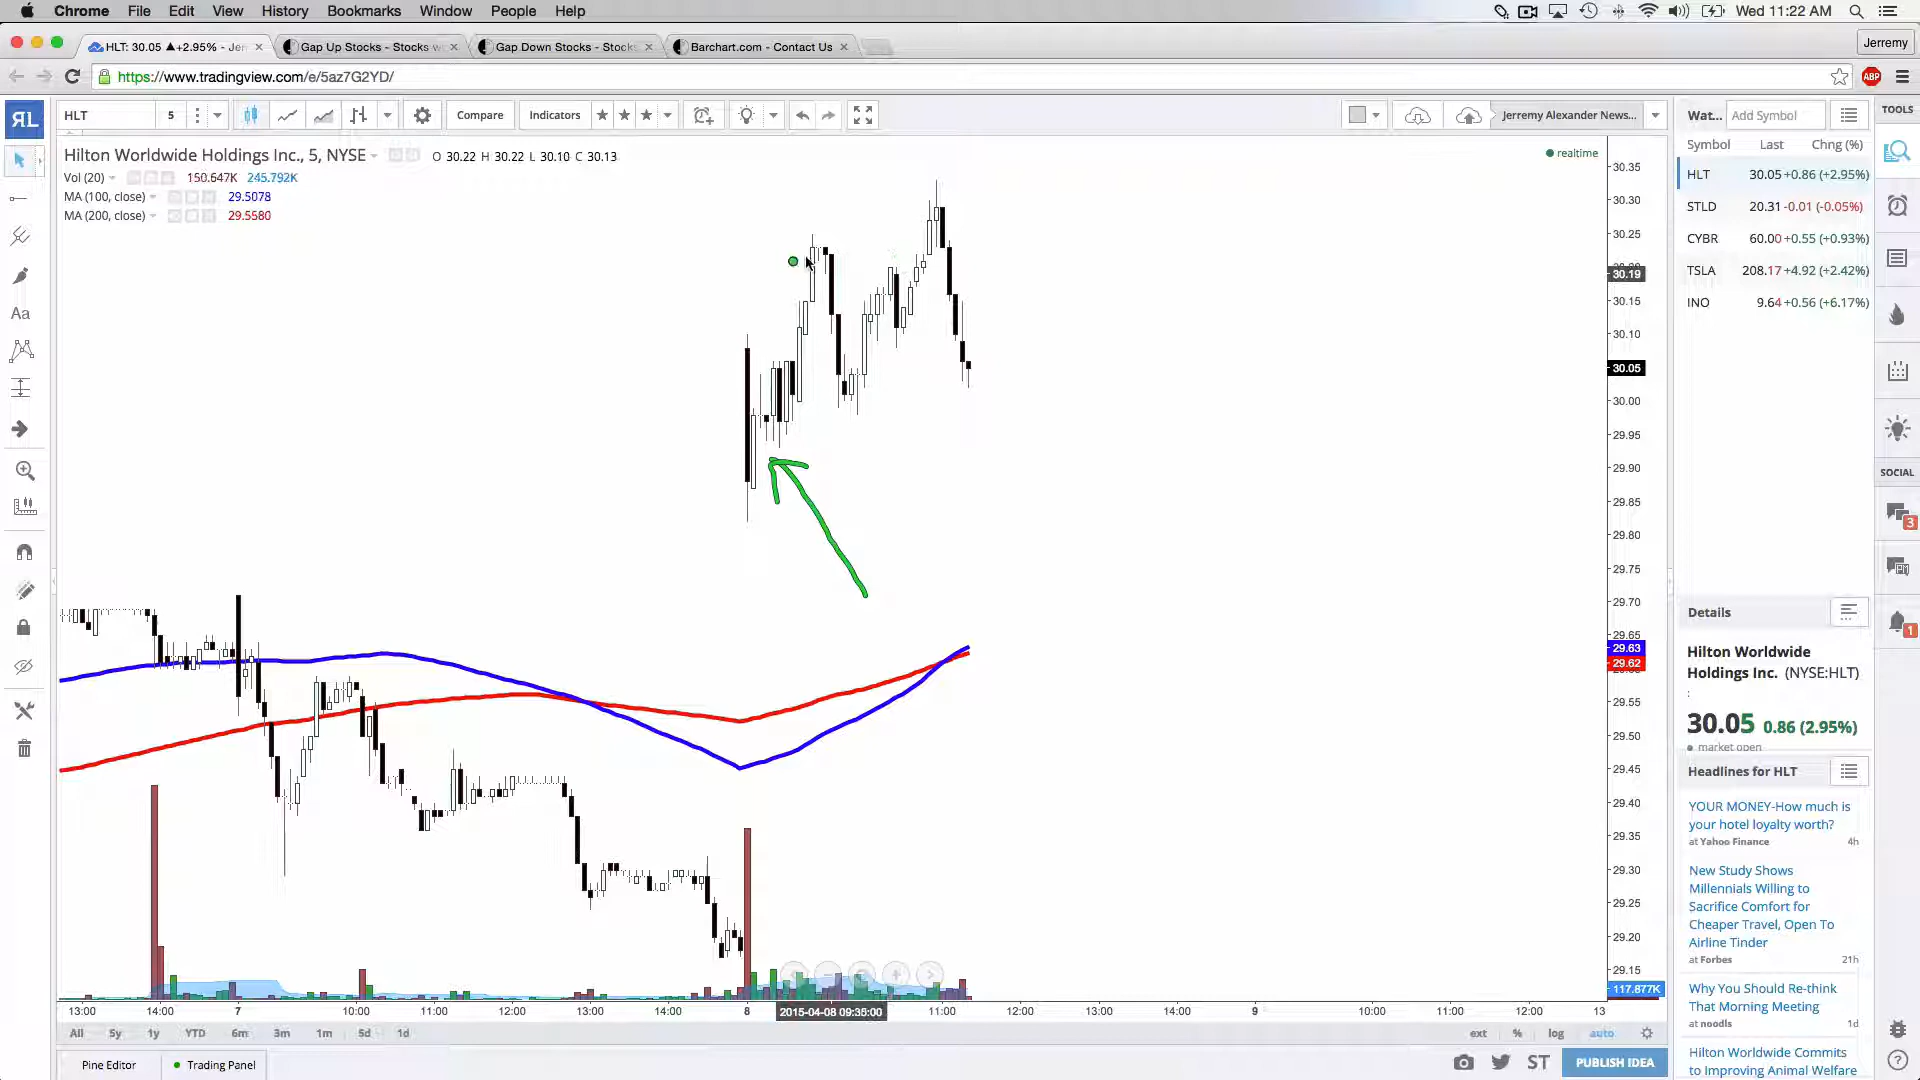 Chrome File Edit View History Bookmarks Window People Help Wed 11:22 AM
HLT: 30.05 ▲+2.95% - Jer Gap Up Stocks - Stocks w Gap Down Stocks - Stock Barchart.com - Contact Us Jerremy
https://www.tradingview.com/e/5az7G2YD/ ABP
HLT 5 Compare Indicators Jerremy Alexander News... Wat... Add Symbol TOOLS
Hilton Worldwide Holdings Inc., 5, NYSE O 30.22 H 30.22 L 30.10 C 30.13 realtime
Vol (20) 150.647K 245.792K
MA (100, close) 29.5078
MA (200, close) 29.5580
Symbol Last Chng (%)
HLT 30.05 +0.86 (+2.95%)
STLD 20.31 -0.01 (-0.05%)
CYBR 60.00 +0.55 (+0.93%)
TSLA 208.17 +4.92 (+2.42%)
INO 9.64 +0.56 (+6.17%)
Aa
30.35
30.30
30.25
30.19
30.15
30.10
30.05
30.00
29.95
29.90
29.85
29.80
29.75
29.70
29.65
29.63
29.62
29.55
29.50
29.45
29.40
29.35
29.30
29.25
29.20
29.15
117.877K
SOCIAL
3
1
Details
Hilton Worldwide
Holdings Inc. (NYSE:HLT)
:
30.05 0.86 (2.95%)
market open
Headlines for HLT
YOUR MONEY-How much is
your hotel loyalty worth?
at Yahoo Finance 4h
New Study Shows
Millennials Willing to
Sacrifice Comfort for
Cheaper Travel, Open To
Airline Tinder
at Forbes 21h
Why You Should Re-think
That Morning Meeting
at noodls 1d
Hilton Worldwide Commits
to Improving Animal Welfare
13:00 14:00 7 10:00 11:00 12:00 13:00 14:00 8 2015-04-08 09:35:00 11:00 12:00 13:00 14:00 9 10:00 11:00 12:00 13
All 5y 1y YTD 6m 3m 1m 5d 1d ext % log auto
Pine Editor Trading Panel ST PUBLISH IDEA